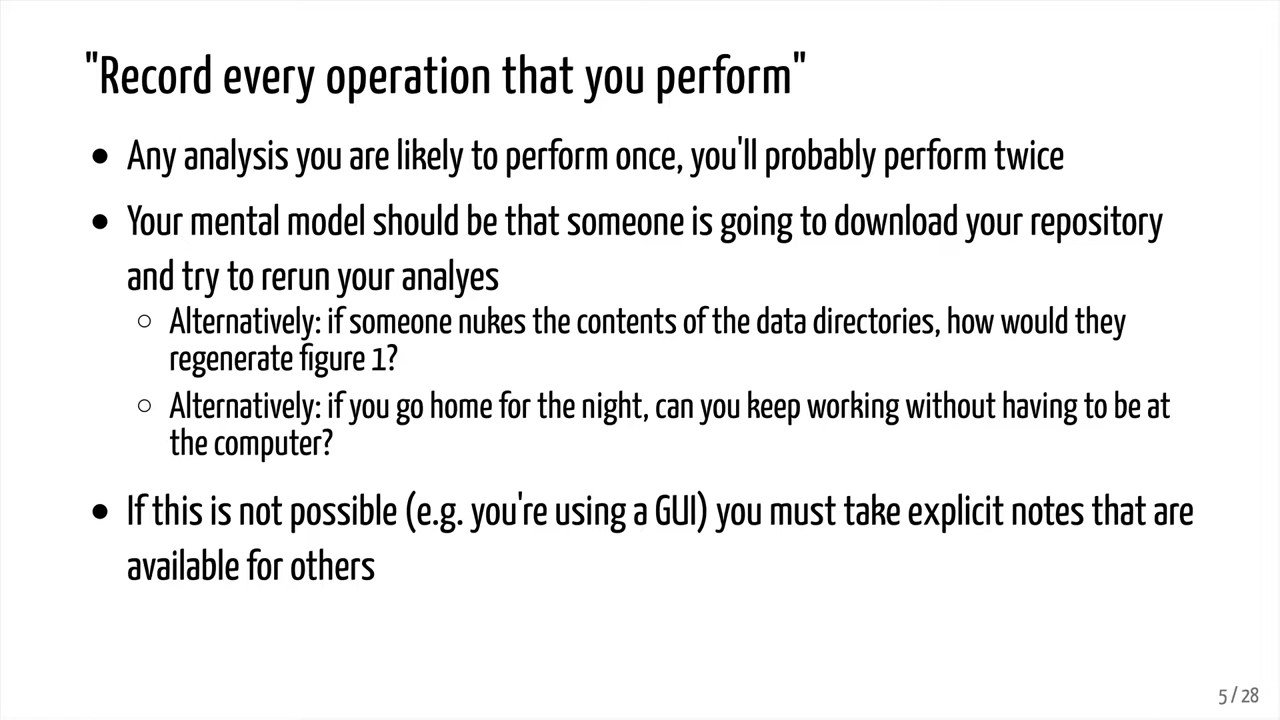 "Record every operation that you perform"
• Any analysis you are likely to perform once, you'll probably perform twice
• Your mental model should be that someone is going to download your repository
and try to rerun your analyes
○ Alternatively: if someone nukes the contents of the data directories, how would they
regenerate figure 1?
○ Alternatively: if you go home for the night, can you keep working without having to be at
the computer?
• If this is not possible (e.g. you're using a GUI) you must take explicit notes that are
available for others
5 / 28